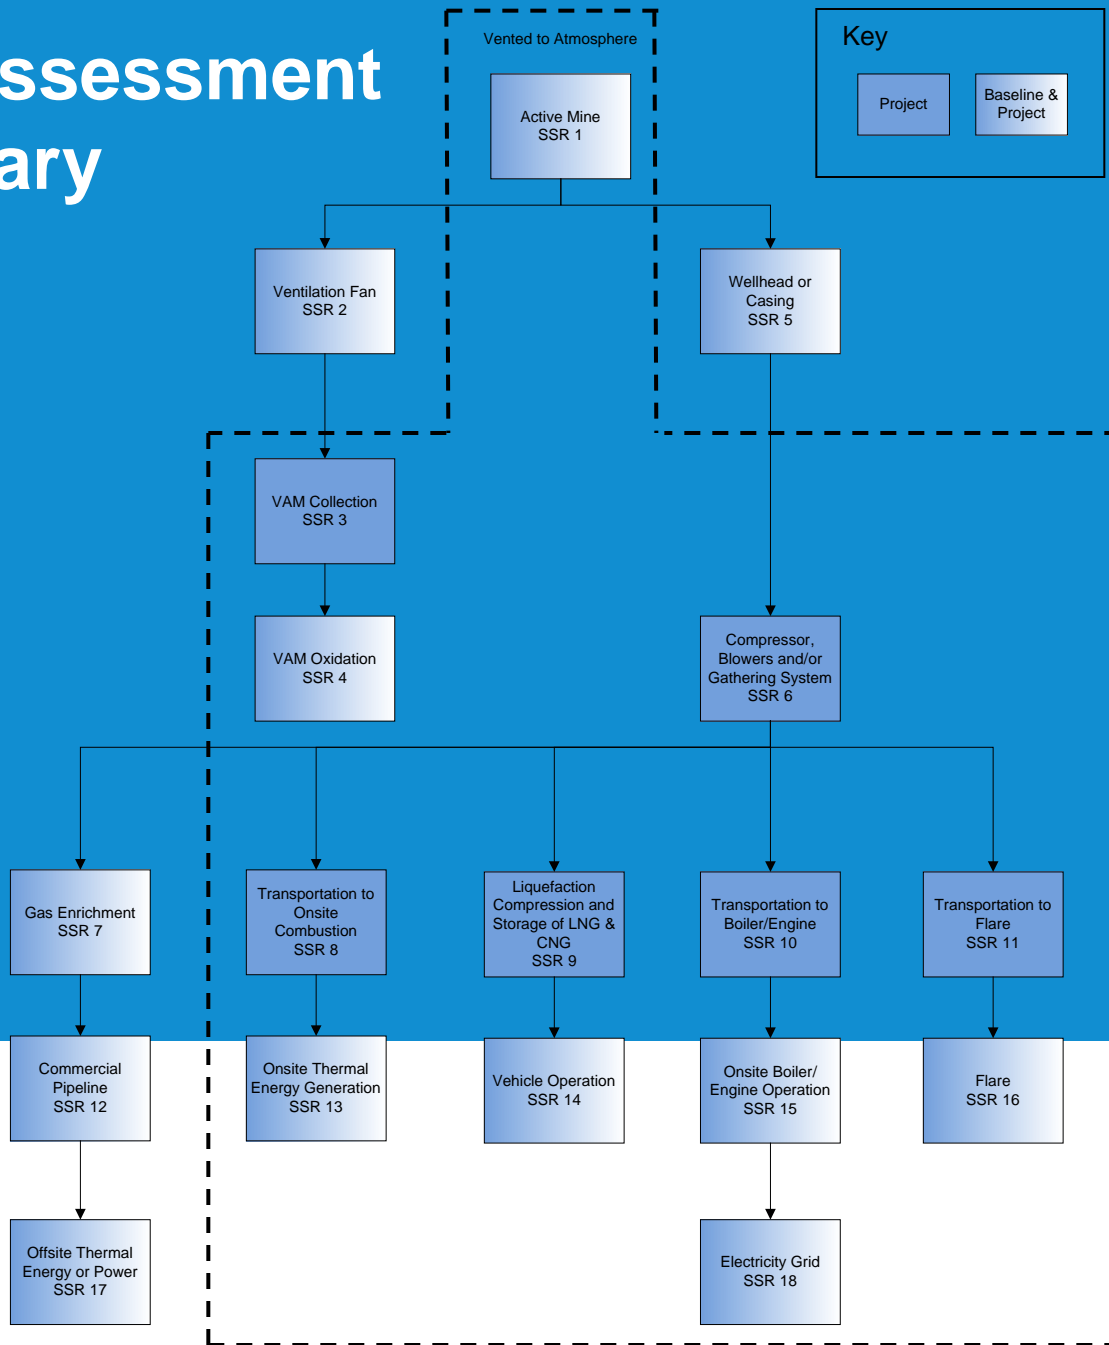 ssessment
ary
Vented to Atmosphere
Key
Project
Baseline &
Project
Active Mine
SSR 1
Ventilation Fan
SSR 2
Wellhead or
Casing
SSR 5
VAM Collection
SSR 3
VAM Oxidation
SSR 4
Compressor,
Blowers and/or
Gathering System
SSR 6
Gas Enrichment
SSR 7
Transportation to
Onsite
Combustion
SSR 8
Liquefaction
Compression and
Storage of LNG &
CNG
SSR 9
Transportation to
Boiler/Engine
SSR 10
Transportation to
Flare
SSR 11
Commercial
Pipeline
SSR 12
Onsite Thermal
Energy Generation
SSR 13
Vehicle Operation
SSR 14
Onsite Boiler/
Engine Operation
SSR 15
Flare
SSR 16
Offsite Thermal
Energy or Power
SSR 17
Electricity Grid
SSR 18